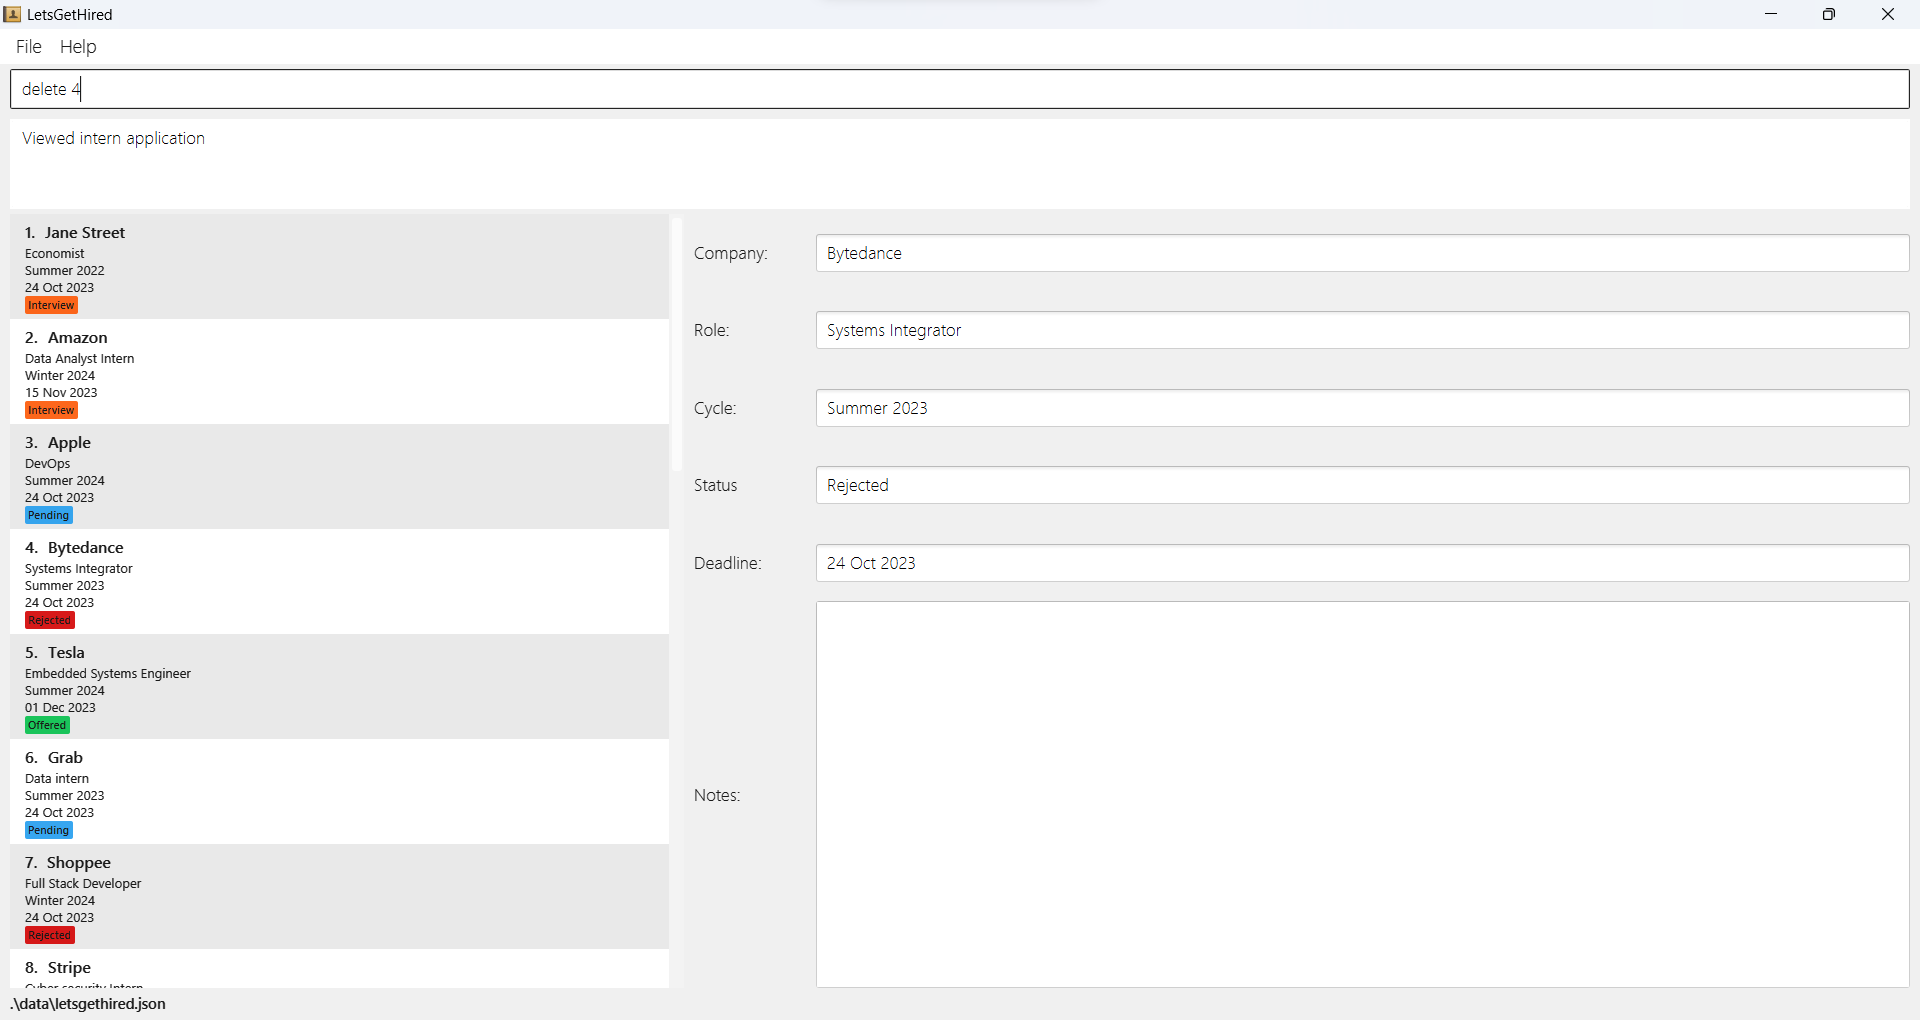 LetsGetHired
File Help
delete 4
Viewed intern application
1. Jane Street
Economist
Summer 2022
24 Oct 2023
Interview
2. Amazon
Data Analyst Intern
Winter 2024
15 Nov 2023
Interview
3. Apple
DevOps
Summer 2024
24 Oct 2023
Pending
4. Bytedance
Systems Integrator
Summer 2023
24 Oct 2023
Rejected
5. Tesla
Embedded Systems Engineer
Summer 2024
01 Dec 2023
Offered
6. Grab
Data intern
Summer 2023
24 Oct 2023
Pending
7. Shoppee
Full Stack Developer
Winter 2024
24 Oct 2023
Rejected
8. Stripe
Cyber security Intern
Company: Bytedance
Role: Systems Integrator
Cycle: Summer 2023
Status Rejected
Deadline: 24 Oct 2023
Notes:
.\data\letsgethired.json